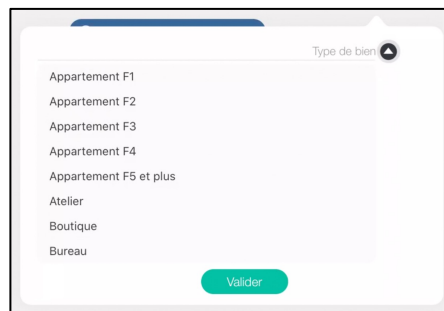 Type de bien
Appartement F1
Appartement F2
Appartement F3
Appartement F4
Appartement F5 et plus
Atelier
Boutique
Bureau
Valider